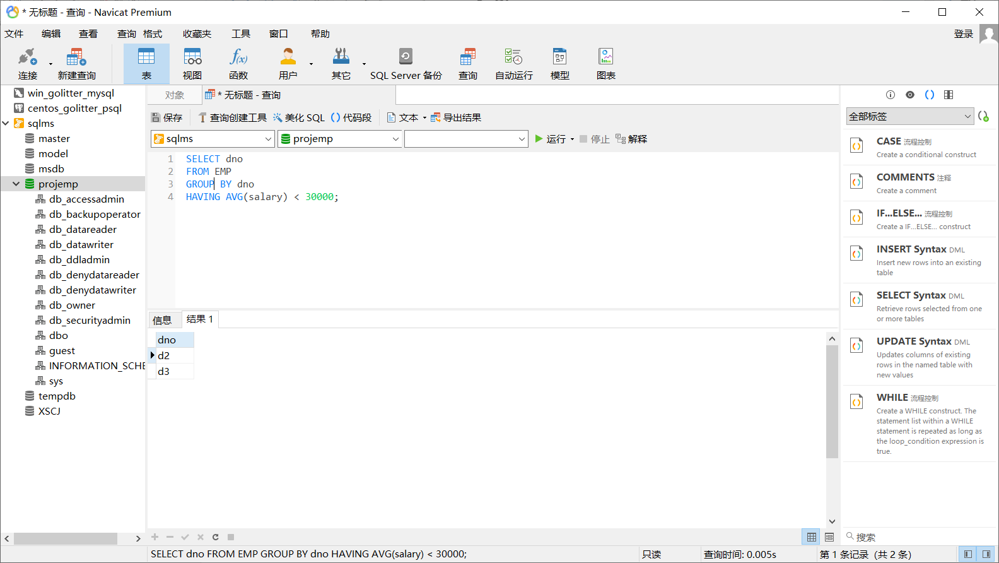 * 无标题 - 查询 - Navicat Premium
文件 编辑 查看 查询 格式 收藏夹 工具 窗口 帮助 登录
连接 新建查询 表 视图 函数 用户 其它 SQL Server 备份 查询 自动运行 模型 图表
f(x)
win_golitter_mysql
centos_golitter_psql
sqlms
master
model
msdb
projemp
db_accessadmin
db_backupoperator
db_datareader
db_datawriter
db_ddladmin
db_denydatareader
db_denydatawriter
db_owner
db_securityadmin
dbo
guest
INFORMATION_SCHE
sys
tempdb
XSCJ
对象 * 无标题 - 查询
保存 查询创建工具 美化 SQL 代码段 文本 导出结果
sqlms projemp 运行 停止 解释
1 SELECT dno
2 FROM EMP
3 GROUP BY dno
4 HAVING AVG(salary) < 30000;
信息 结果 1
dno
d2
d3
全部标签
CASE 流程控制
Create a conditional construct
COMMENTS 注释
Create a comment
IF...ELSE... 流程控制
Create a IF...ELSE... construct
INSERT Syntax DML
Insert new rows into an existing
table
SELECT Syntax DML
Retrieve rows selected from one
or more tables
UPDATE Syntax DML
Updates columns of existing
rows in the named table with
new values
WHILE 流程控制
Create a WHILE construct. The
statement list within a WHILE
statement is repeated as long as
the loop_condition expression is
true.
搜索
SELECT dno FROM EMP GROUP BY dno HAVING AVG(salary) < 30000; 只读 查询时间: 0.005s 第 1 条记录 (共 2 条)